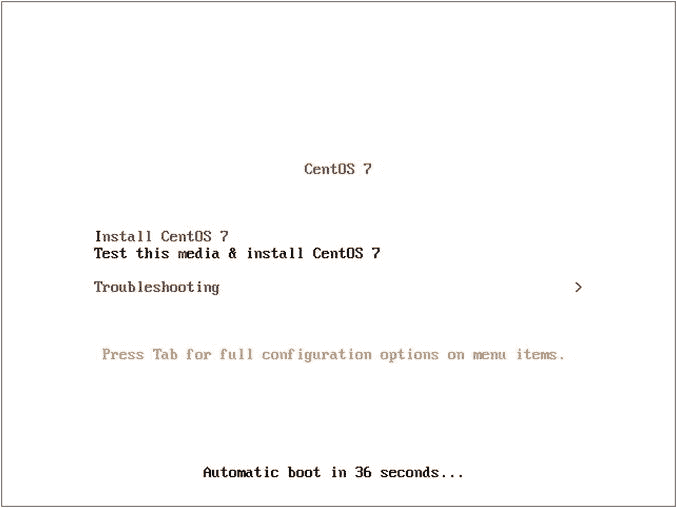 CentOS 7
Install CentOS 7
Test this media & install CentOS 7
Troubleshooting >
Press Tab for full configuration options on menu items.
Automatic boot in 36 seconds...